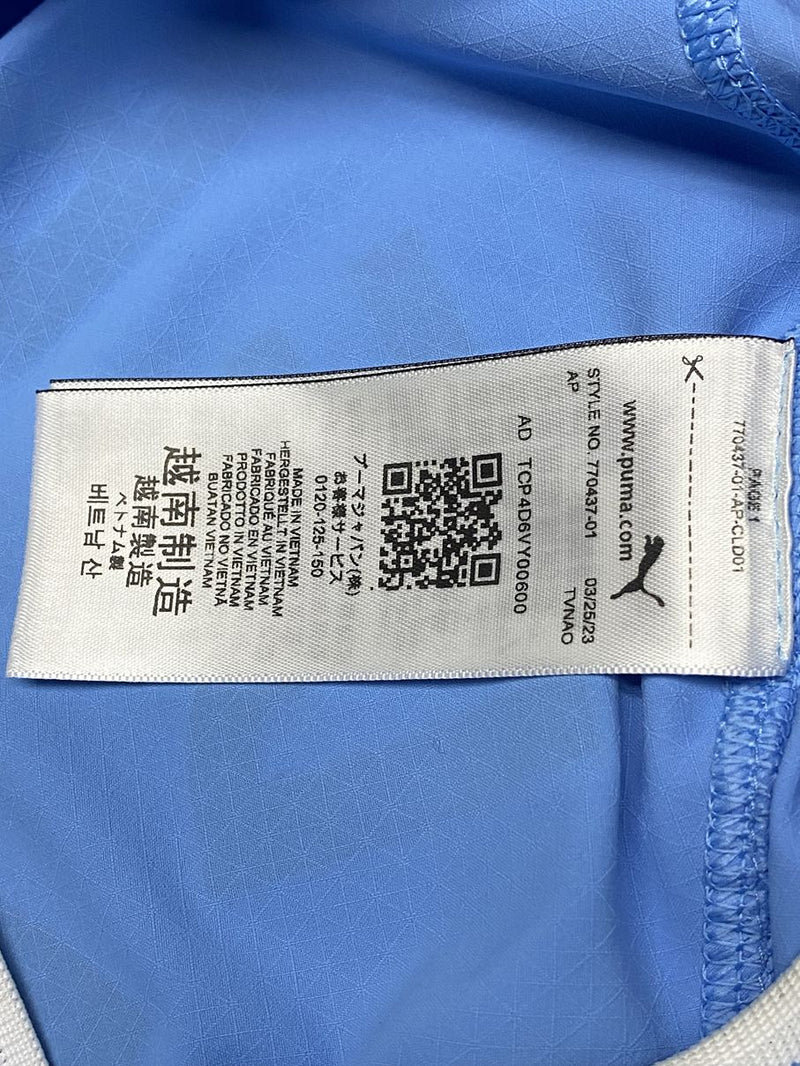 PAGE 1
770437-01-AP-CLD01
www.puma.com
STYLE NO. 770437-01 03/25/23
AP TVNAO
AD TCP4D6VY00600
プーマジャパン(株)
お客様サービス
0120-125-150
MADE IN VIETNAM
HERGESTELLT IN VIETNAM
FABRIQUÉ AU VIETNAM
FABRICADO EN VIETNAM
PRODOTTO IN VIETNAM
FABRICADO NO VIETNÃ
BUATAN VIETNAM
越南制造
越南製造
ベトナム製
베트남 산